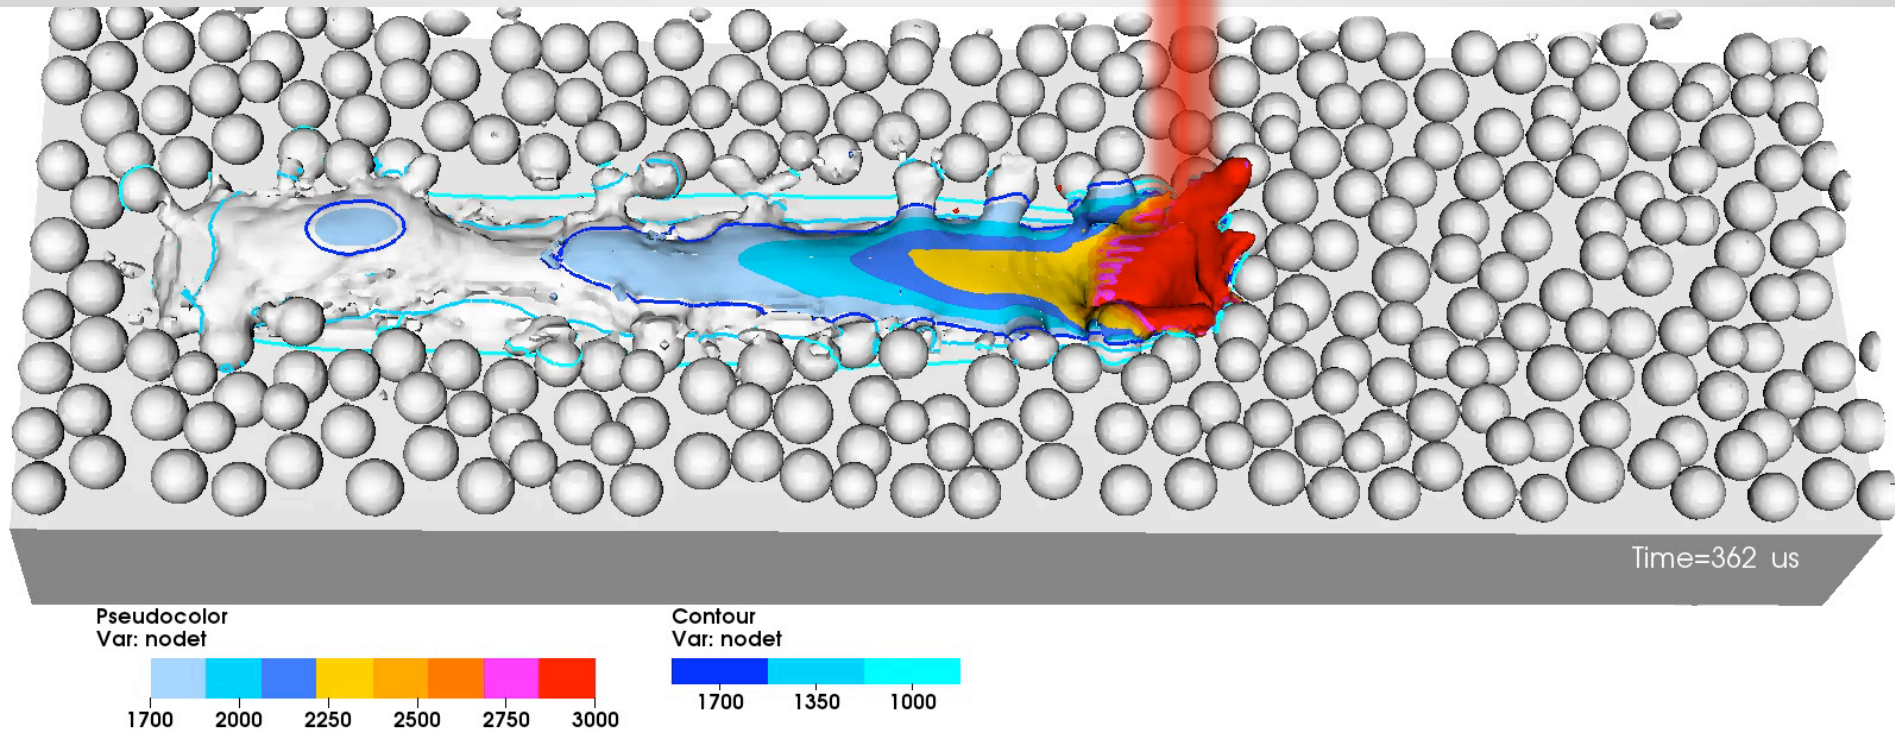 Time=362 us
Pseudocolor
Var: nodet
1700 2000 2250 2500 2750 3000
Contour
Var: nodet
1700 1350 1000